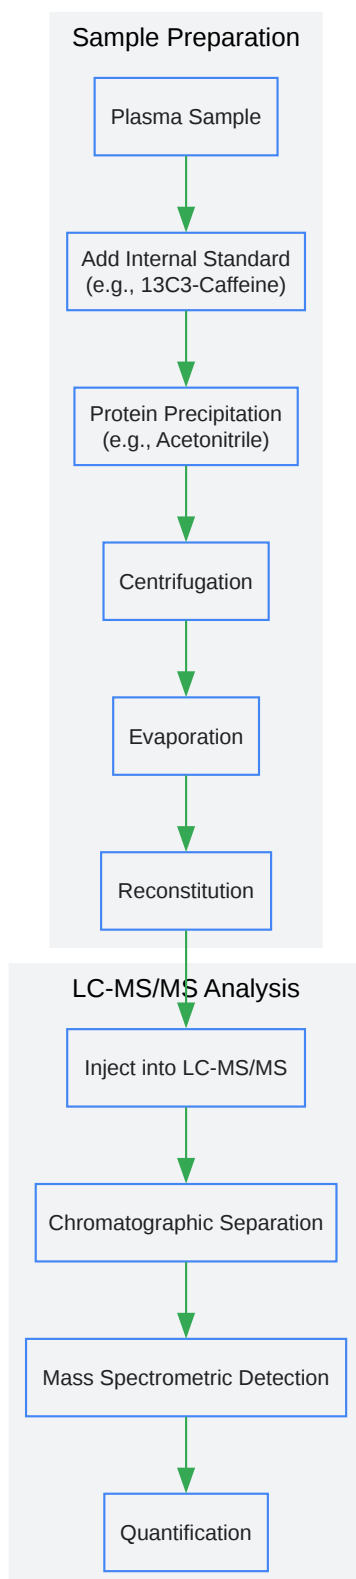 Sample Preparation
Plasma Sample
Add Internal Standard
(e.g., 13C3-Caffeine)
Protein Precipitation
(e.g., Acetonitrile)
Centrifugation
Evaporation
Reconstitution
LC-MS/MS Analysis
Inject into LC-MS/MS
Chromatographic Separation
Mass Spectrometric Detection
Quantification